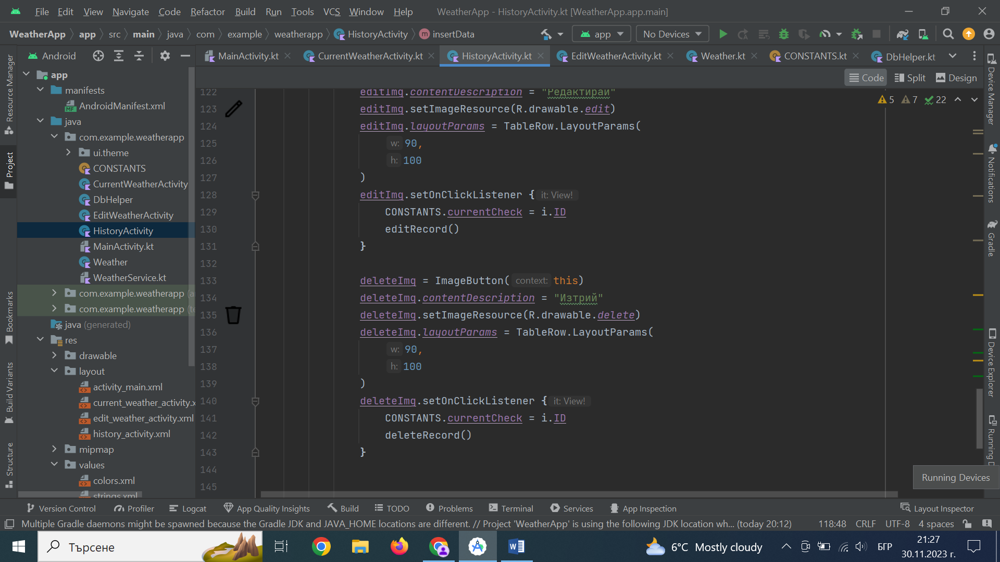 File Edit View Navigate Code Refactor Build Run Tools VCS Window Help WeatherApp - HistoryActivity.kt [WeatherApp.app.main]
WeatherApp app src main java com example weatherapp HistoryActivity insertData app No Devices
Android
MainActivity.kt CurrentWeatherActivity.kt HistoryActivity.kt EditWeatherActivity.kt Weather.kt CONSTANTS.kt DbHelper.kt
Code Split Design
5 7 22
Resource Manager
Project
Bookmarks
Build Variants
Structure
app
manifests
AndroidManifest.xml
java
com.example.weatherapp
ui.theme
CONSTANTS
CurrentWeatherActivity
DbHelper
EditWeatherActivity
HistoryActivity
MainActivity.kt
Weather
WeatherService.kt
com.example.weatherapp
com.example.weatherapp
java (generated)
res
drawable
layout
activity_main.xml
current_weather_activity.x
edit_weather_activity.xml
history_activity.xml
mipmap
values
colors.xml
strings.xml
122 editImg.contentDescription = "Редактирай"
123 editImg.setImageResource(R.drawable.edit)
124 editImg.layoutParams = TableRow.LayoutParams(
125 w: 90,
126 h: 100
127 )
128 editImg.setOnClickListener { it: View!
129 CONSTANTS.currentCheck = i.ID
130 editRecord()
131 }
132
133 deleteImg = ImageButton( context: this)
134 deleteImg.contentDescription = "Изтрий"
135 deleteImg.setImageResource(R.drawable.delete)
136 deleteImg.layoutParams = TableRow.LayoutParams(
137 w: 90,
138 h: 100
139 )
140 deleteImg.setOnClickListener { it: View!
141 CONSTANTS.currentCheck = i.ID
142 deleteRecord()
143 }
144
145
Device Manager
Notifications
Gradle
Device Explorer
Running D
Running Devices
Version Control Profiler Logcat App Quality Insights Build TODO Problems Terminal Services App Inspection Layout Inspector
Multiple Gradle daemons might be spawned because the Gradle JDK and JAVA_HOME locations are different. // Project 'WeatherApp' is using the following JDK location wh... (today 20:12) 118:48 CRLF UTF-8 4 spaces
Търсене 6°C Mostly cloudy БГР 21:27
30.11.2023 г.